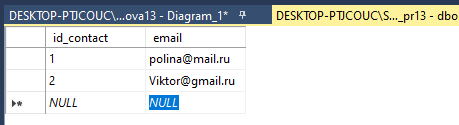 DESKTOP-PTJCOUC\...ova13 - Diagram_1* DESKTOP-PTJCOUC\S..._pr13 - dbo
id_contact email
1 polina@mail.ru
2 Viktor@gmail.ru
NULL NULL